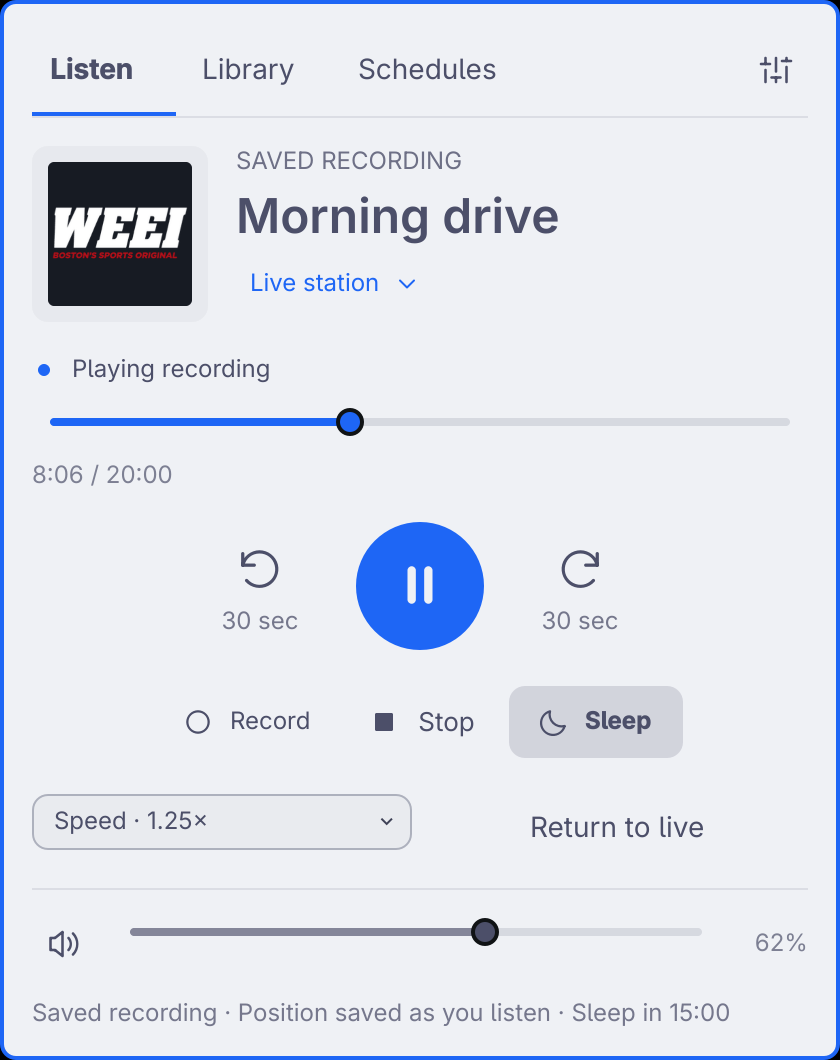 Listen Library Schedules
WEEI
BOSTON'S SPORTS ORIGINAL
SAVED RECORDING
Morning drive
Live station
Playing recording
8:06 / 20:00
30 sec 30 sec
Record Stop Sleep
Speed · 1.25×
Return to live
62%
Saved recording · Position saved as you listen · Sleep in 15:00